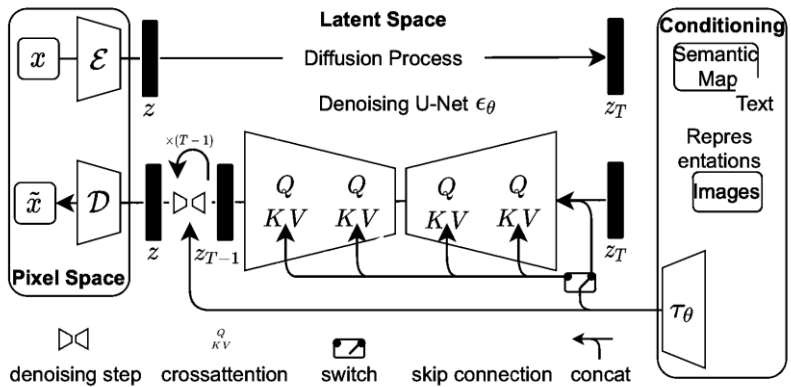 Latent Space
Conditioning
x
ℰ
Diffusion Process
Semantic
Map
z
z_T
Text
Denoising U-Net ϵ_θ
×(T−1)
Repres
entations
Images
x̃
𝒟
Q
Q
Q
Q
KV
KV
KV
KV
z
z_{T−1}
z_T
Pixel Space
τ_θ
Q
KV
denoising step
crossattention
switch
skip connection
concat